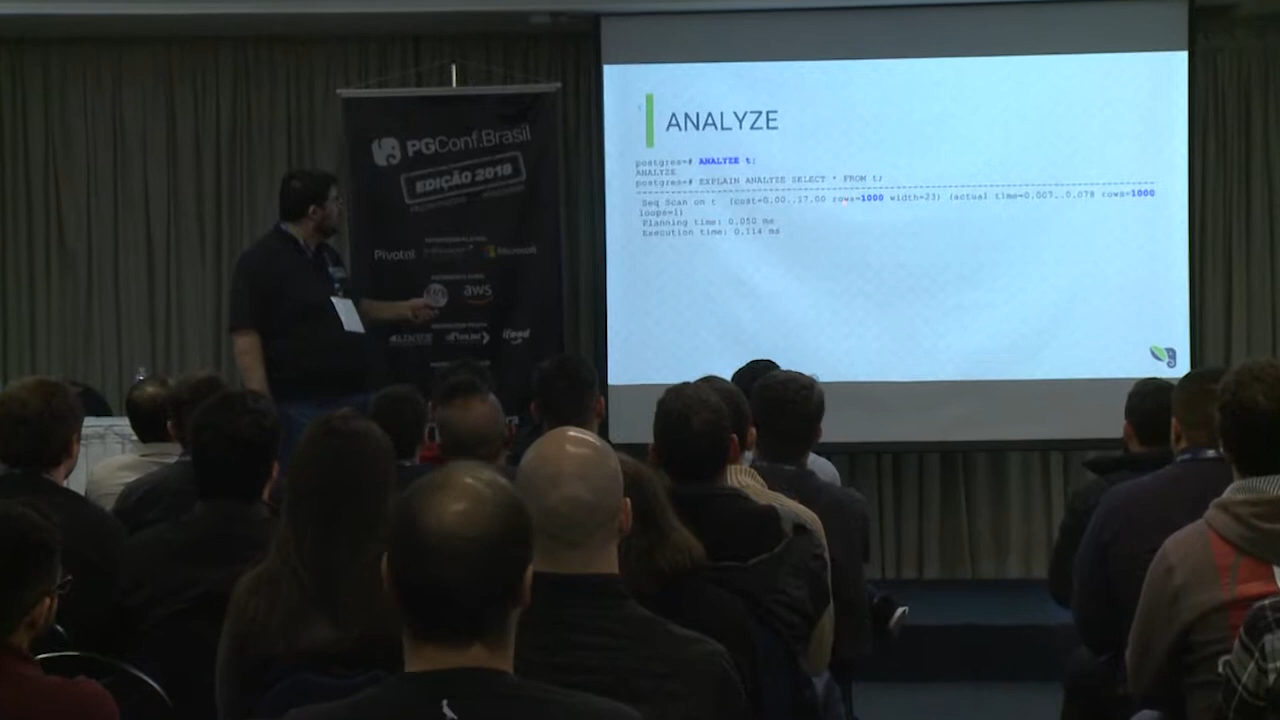 PGConf.Brasil
EDIÇÃO 2018
Pivotal
Microsoft
aws
4LINUX
ifood
ANALYZE
postgres=# ANALYZE t;
ANALYZE
postgres=# EXPLAIN ANALYZE SELECT * FROM t;
Seq Scan on t (cost=0.00..17.00 rows=1000 width=23) (actual time=0.007..0.078 rows=1000
loops=1)
Planning time: 0.050 ms
Execution time: 0.114 ms